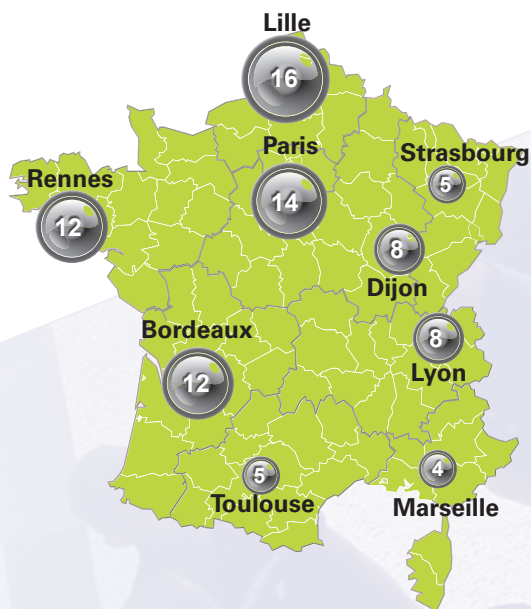 Lille
16
Paris
14
Strasbourg
5
Rennes
12
8
Dijon
Bordeaux
12
8
Lyon
5
Toulouse
4
Marseille